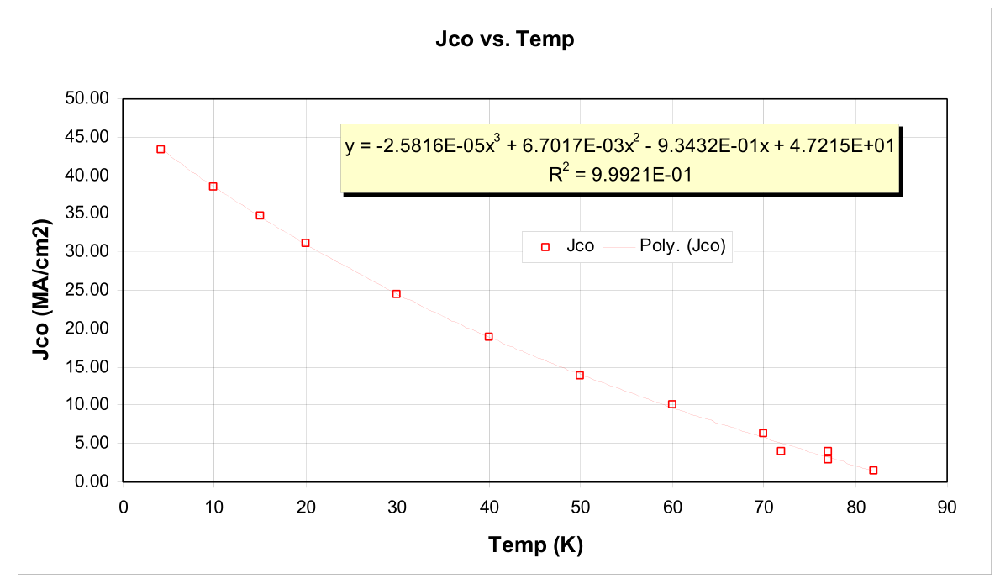 Jco vs. Temp
50.00
45.00
40.00
35.00
30.00
25.00
20.00
15.00
10.00
5.00
0.00
y = -2.5816E-05x³ + 6.7017E-03x² - 9.3432E-01x + 4.7215E+01
R² = 9.9921E-01
Jco Poly. (Jco)
Jco (MA/cm2)
0 10 20 30 40 50 60 70 80 90
Temp (K)